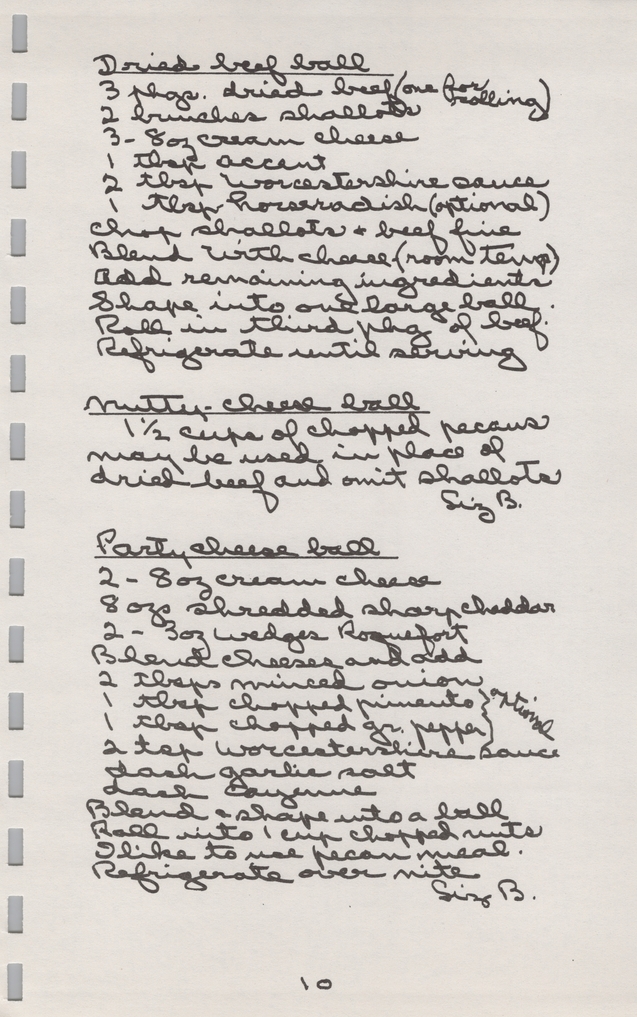 Dried beef ball
3 pkgs. dried beef (one for rolling)
2 bunches shallots
3 - 8 oz cream cheese
1 tbsp accent
2 tbsp Worcestershire sauce
1 tbsp horseradish (optional)
Chop shallots + beef fine
Blend with cheese (room temp)
Add remaining ingredients
Shape into one large ball.
Roll in third pkg of beef.
Refrigerate until serving
Nutty-cheese ball
1 1/2 cups of chopped pecans
may be used in place of
dried beef and omit shallots
Liz B.
Party cheese ball
2 - 8 oz cream cheese
8 ozs shredded sharp cheddar
2 - 3 oz wedges Roquefort
Blend cheeses and add
2 tbsps minced onion
1 tbsp chopped pimento } optional
1 tbsp chopped gr. pepper
2 tsp Worcestershire sauce
dash garlic salt
dash Cayenne
Blend + shape into a ball
Roll into 1 cup chopped nuts
I like to use pecan meal.
Refrigerate over nite
Liz B.
10